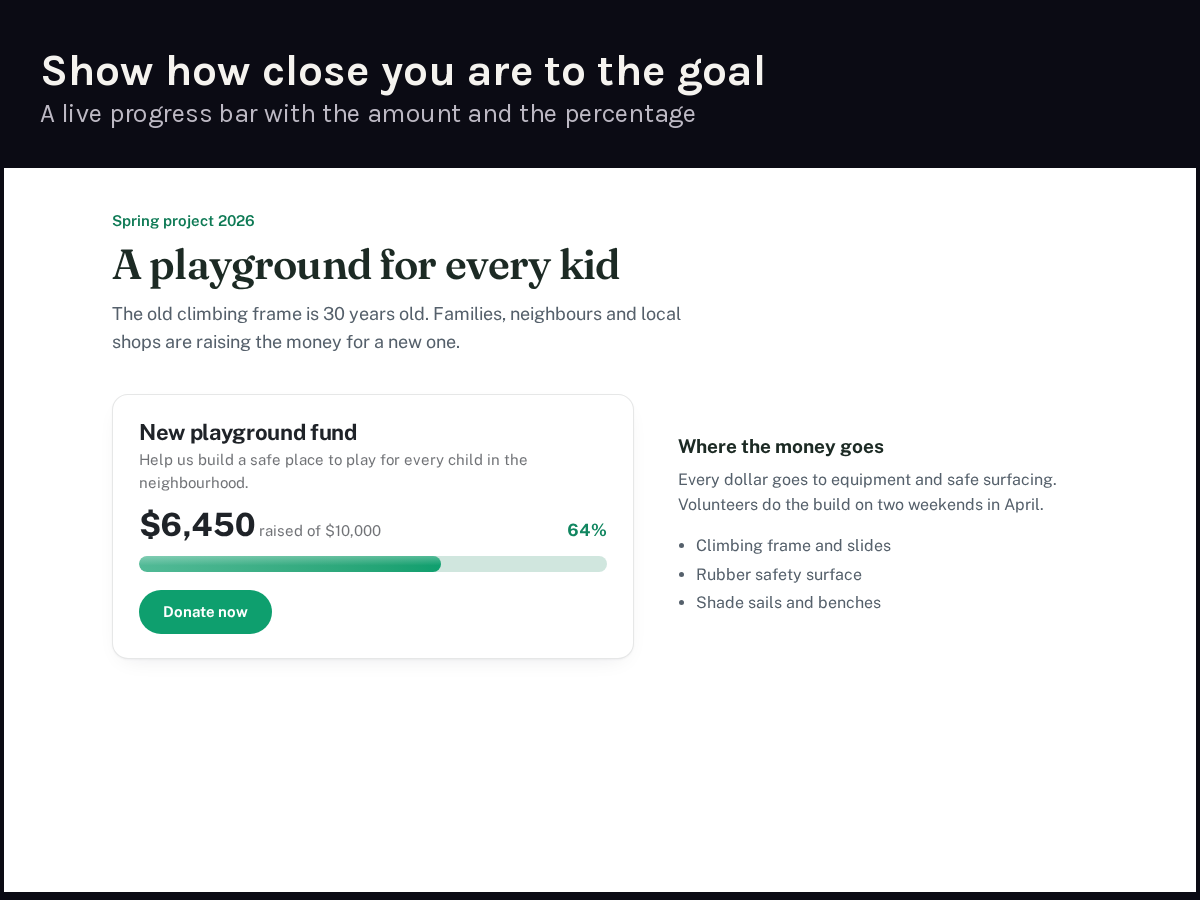 Show how close you are to the goal
A live progress bar with the amount and the percentage
Spring project 2026
A playground for every kid
The old climbing frame is 30 years old. Families, neighbours and local
shops are raising the money for a new one.
New playground fund
Help us build a safe place to play for every child in the
neighbourhood.
$6,450 raised of $10,000 64%
Donate now
Where the money goes
Every dollar goes to equipment and safe surfacing.
Volunteers do the build on two weekends in April.
• Climbing frame and slides
• Rubber safety surface
• Shade sails and benches